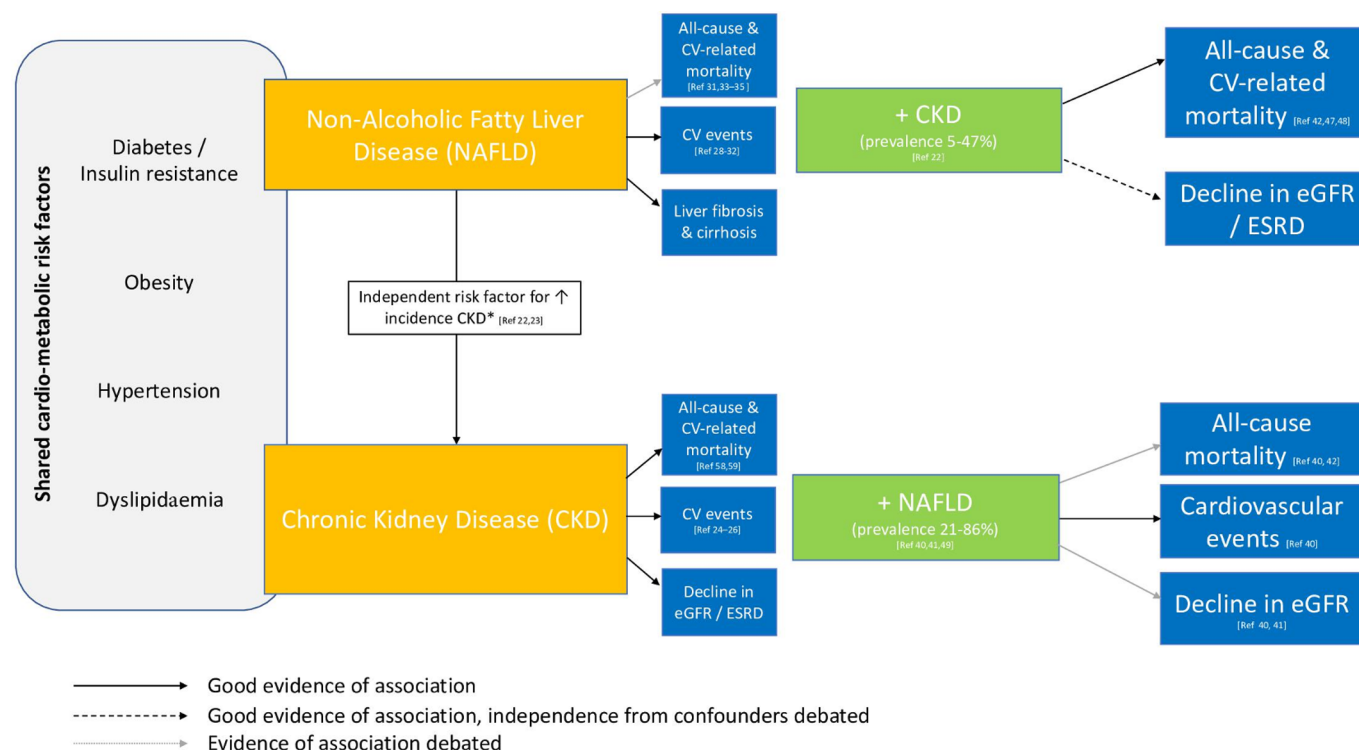 Shared cardio-metabolic risk factors
Diabetes /
Insulin resistance
Obesity
Hypertension
Dyslipidaemia
Non-Alcoholic Fatty Liver
Disease (NAFLD)
All-cause &
CV-related
mortality
[Ref 31,33–35 ]
CV events
[Ref 28-32]
Liver fibrosis
& cirrhosis
+ CKD
(prevalence 5-47%)
[Ref 22]
All-cause &
CV-related
mortality [Ref 42,47,48]
Decline in eGFR
/ ESRD
Independent risk factor for ↑
incidence CKD* [Ref 22,23]
Chronic Kidney Disease (CKD)
All-cause &
CV-related
mortality
[Ref 58,59]
CV events
[Ref 24–26]
Decline in
eGFR / ESRD
+ NAFLD
(prevalence 21-86%)
[Ref 40,41,49]
All-cause
mortality [Ref 40, 42]
Cardiovascular
events [Ref 40]
Decline in eGFR
[Ref 40, 41]
Good evidence of association
Good evidence of association, independence from confounders debated
Evidence of association debated